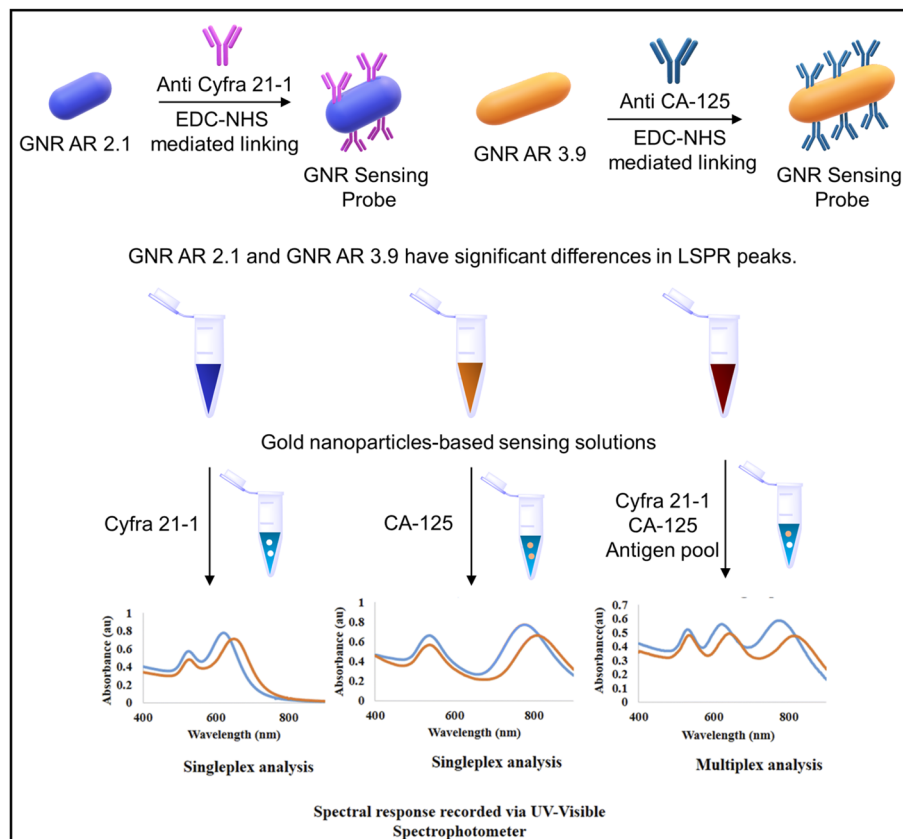 Anti Cyfra 21-1
EDC-NHS
mediated linking
GNR AR 2.1
GNR Sensing
Probe
Anti CA-125
EDC-NHS
mediated linking
GNR AR 3.9
GNR Sensing
Probe
GNR AR 2.1 and GNR AR 3.9 have significant differences in LSPR peaks.
Gold nanoparticles-based sensing solutions
Cyfra 21-1
CA-125
Cyfra 21-1
CA-125
Antigen pool
Absorbance (au)
1
0.8
0.6
0.4
0.2
0
400
600
800
Wavelength (nm)
Singleplex analysis
Absorbance (au)
1
0.8
0.6
0.4
0.2
0
400
600
800
Wavelength (nm)
Singleplex analysis
Absorbance(au)
0.7
0.6
0.5
0.4
0.3
0.2
0.1
0
400
600
800
Wavelength (nm)
Multiplex analysis
Spectral response recorded via UV-Visible
Spectrophotometer